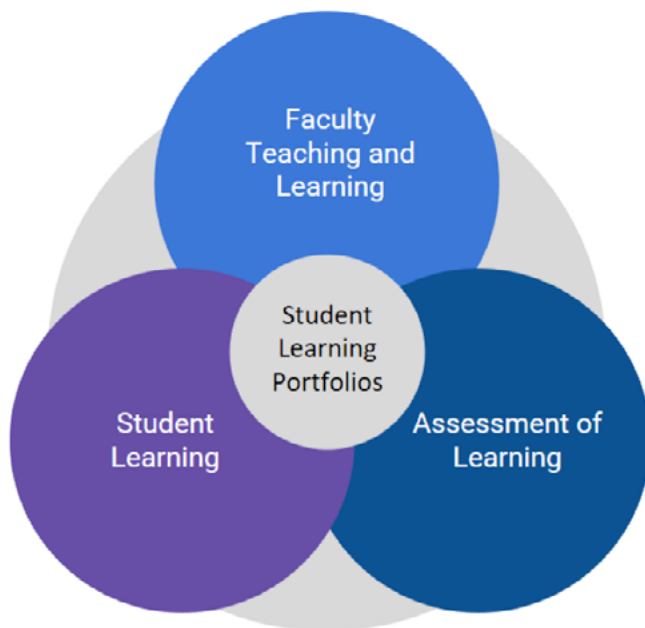 Faculty
Teaching and
Learning
Student
Learning
Portfolios
Student
Learning
Assessment of
Learning